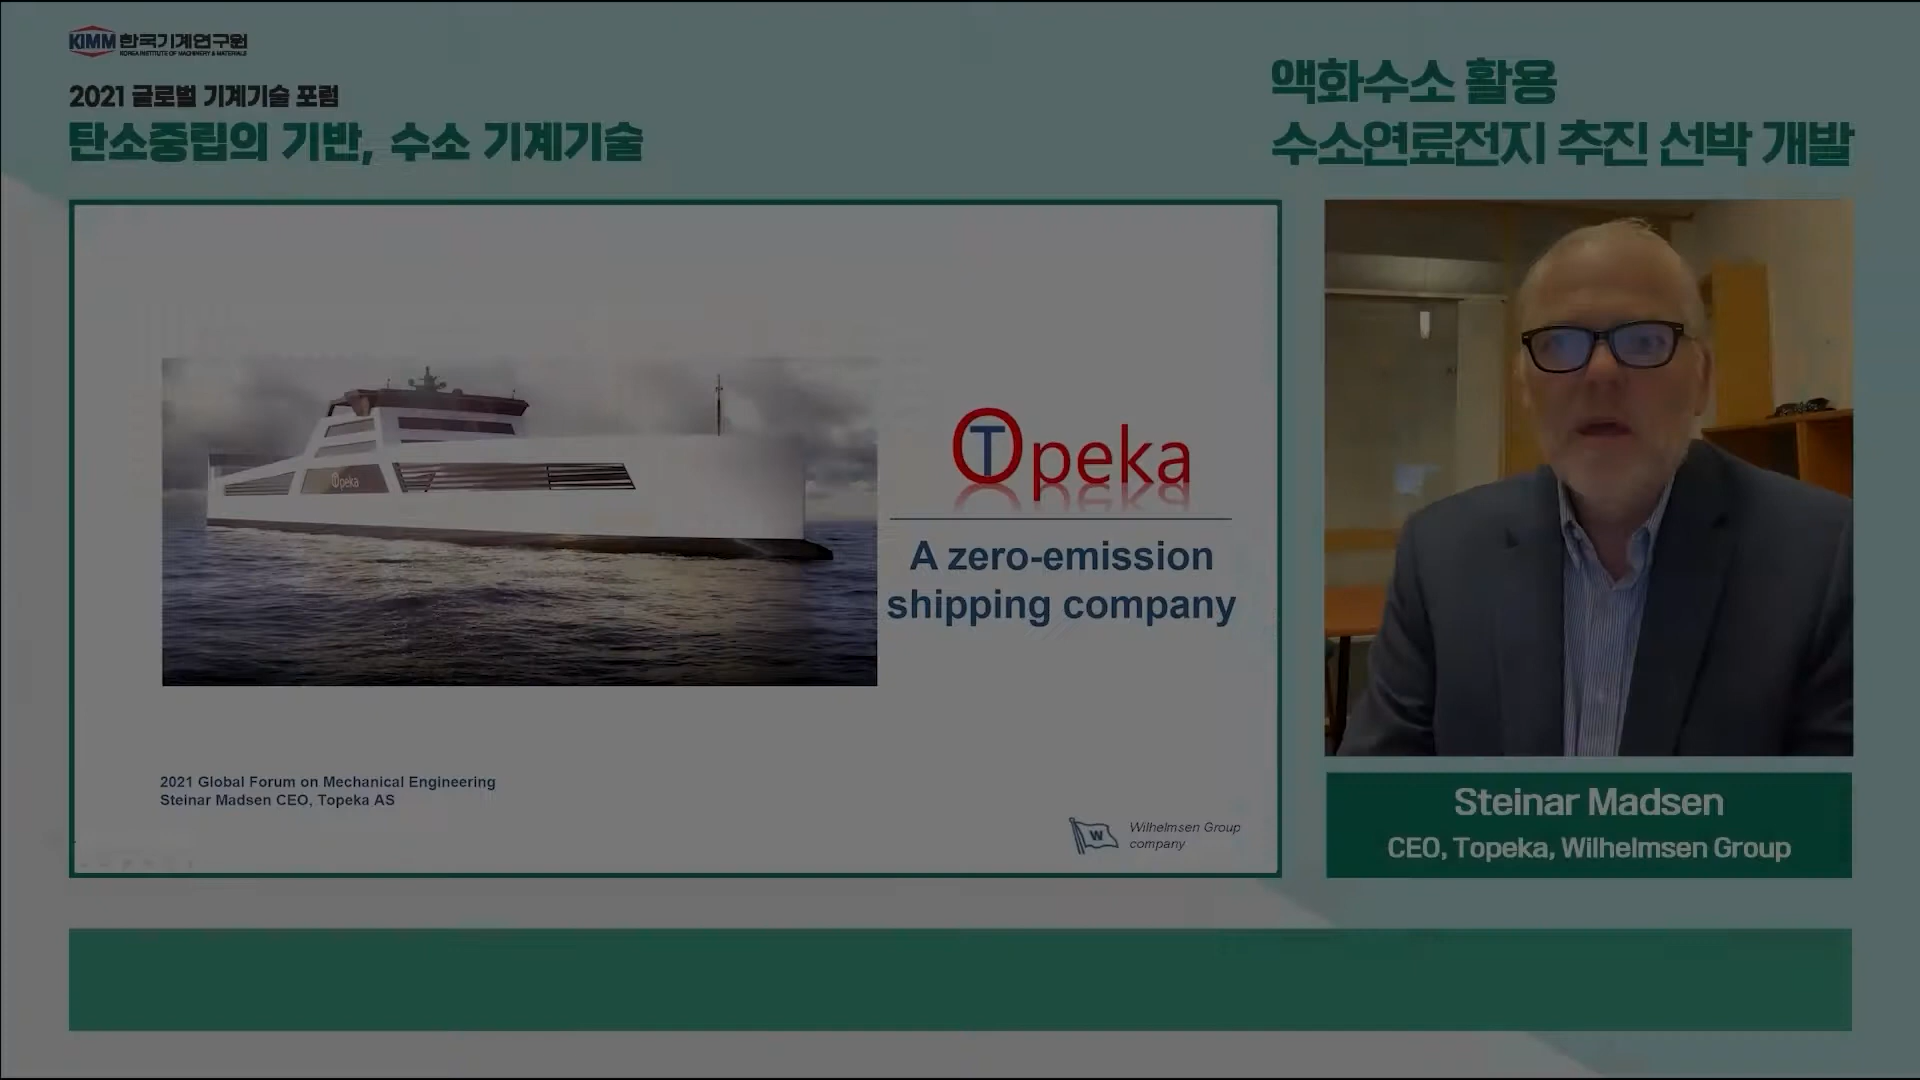 KIMM 한국기계연구원
KOREA INSTITUTE OF MACHINERY & MATERIALS
2021 글로벌 기계기술 포럼
탄소중립의 기반, 수소 기계기술
액화수소 활용
수소연료전지 추진 선박 개발
Topeka
Topeka
A zero-emission
shipping company
2021 Global Forum on Mechanical Engineering
Steinar Madsen CEO, Topeka AS
W
Wilhelmsen Group
company
Steinar Madsen
CEO, Topeka, Wilhelmsen Group